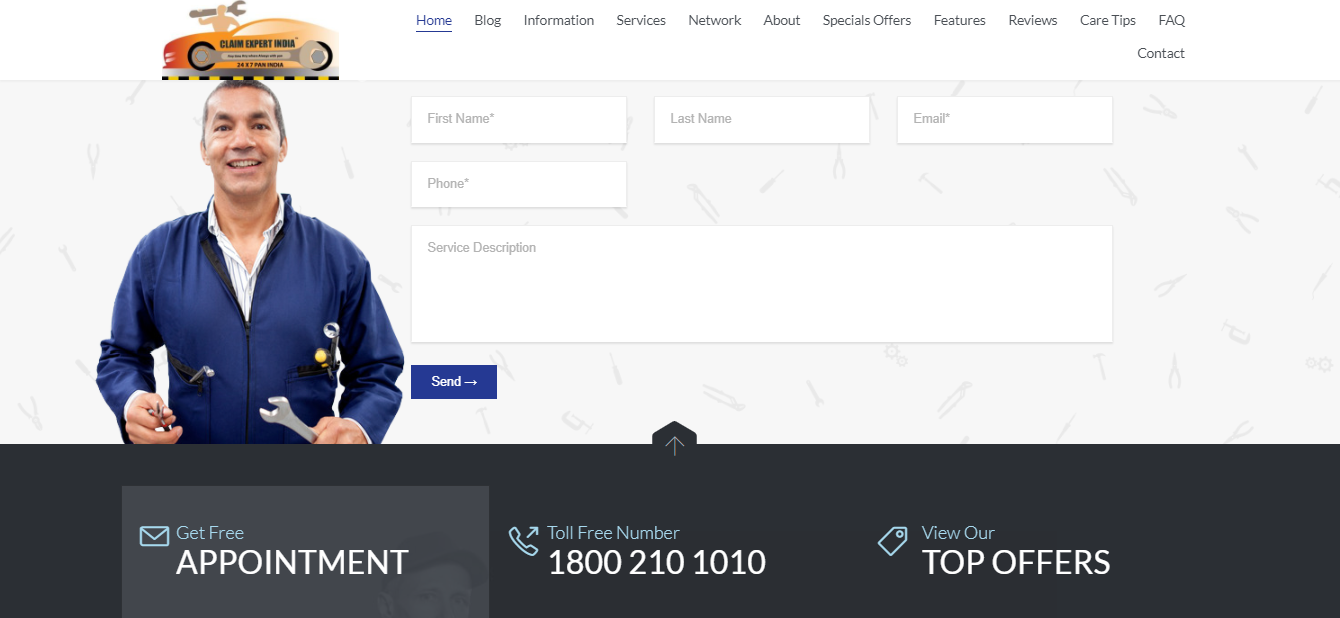 CLAIM EXPERT INDIA
24 X 7 PAN INDIA
Home Blog Information Services Network About Specials Offers Features Reviews Care Tips FAQ
Contact
First Name* Last Name Email*
Phone*
Service Description
Send →
Get Free
APPOINTMENT
Toll Free Number
1800 210 1010
View Our
TOP OFFERS